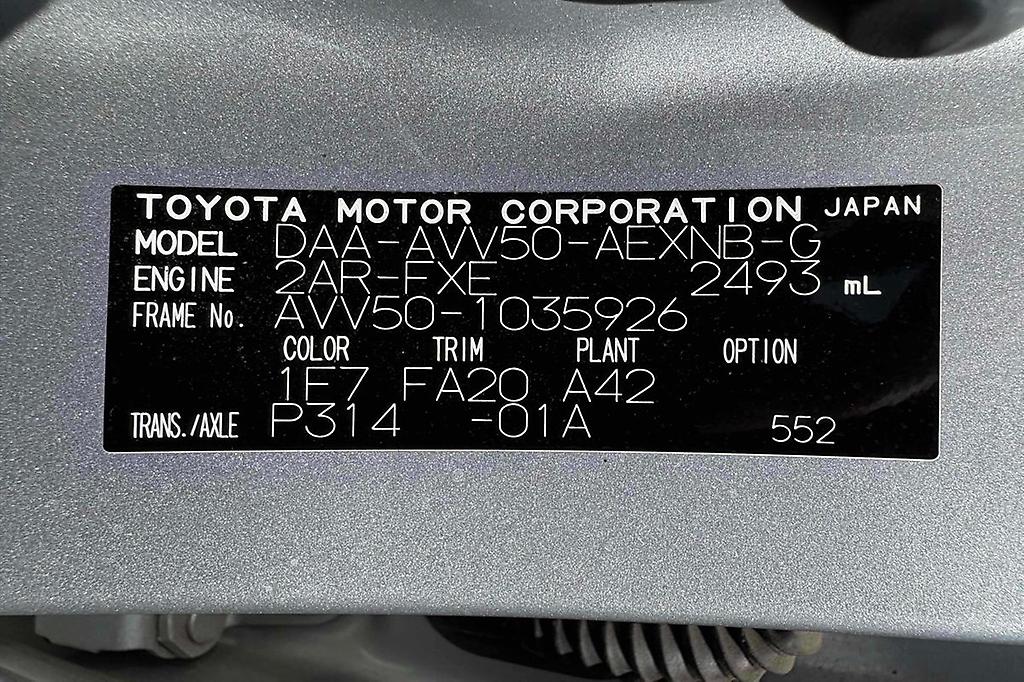 TOYOTA MOTOR CORPORATION JAPAN
MODEL DAA-AVV50-AEXNB-G
ENGINE 2AR-FXE 2493 mL
FRAME No. AVV50-1035926
COLOR TRIM PLANT OPTION
1E7 FA20 A42
TRANS./AXLE P314 -01A 552